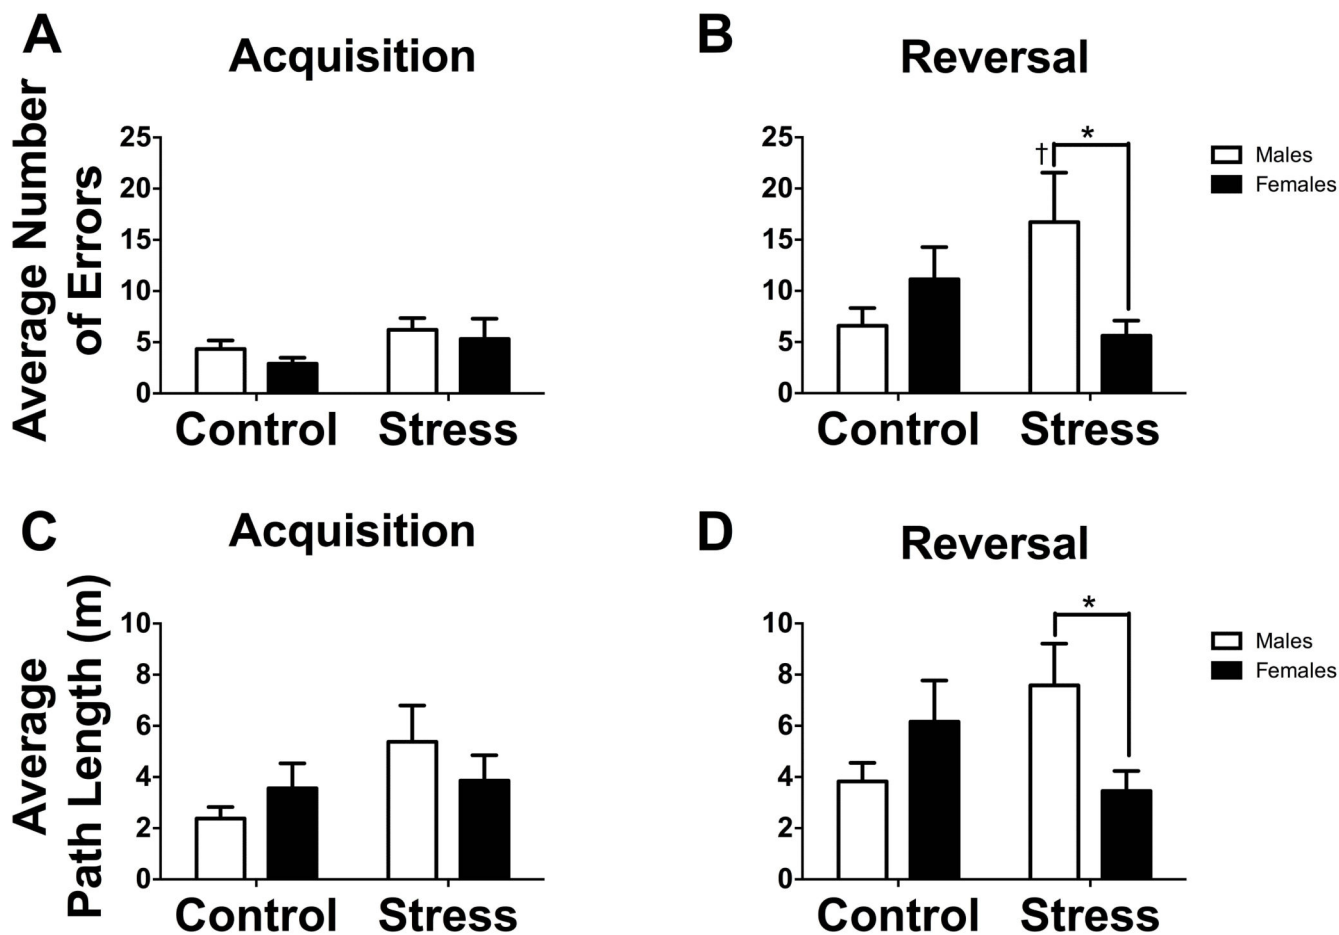 A
Acquisition
Average Number
of Errors
25
20
15
10
5
0
Control Stress
B
Reversal
25
20
15
10
5
0
†
*
Control Stress
Males
Females
C
Acquisition
Average
Path Length (m)
10
8
6
4
2
0
Control Stress
D
Reversal
10
8
6
4
2
0
*
Control Stress
Males
Females